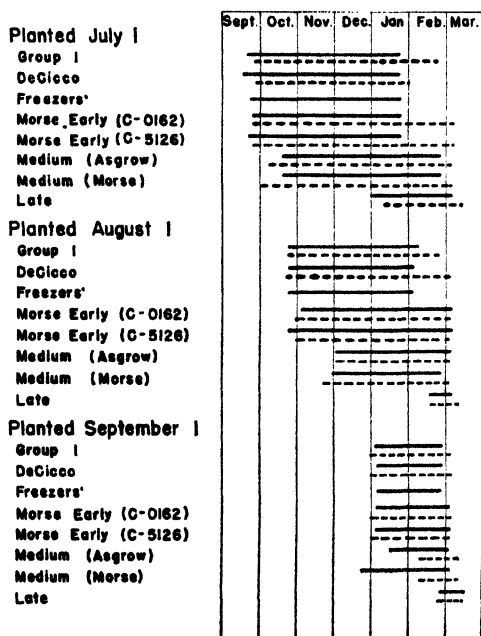 Sept. Oct. Nov. Dec. Jan Feb. Mar.
Planted July 1
Group 1
DeCicco
Freezers'
Morse Early (C-0162)
Morse Early (C-5126)
Medium (Asgrow)
Medium (Morse)
Late
Planted August 1
Group 1
DeCicco
Freezers'
Morse Early (C-0162)
Morse Early (C-5126)
Medium (Asgrow)
Medium (Morse)
Late
Planted September 1
Group 1
DeCicco
Freezers'
Morse Early (C-0162)
Morse Early (C-5126)
Medium (Asgrow)
Medium (Morse)
Late